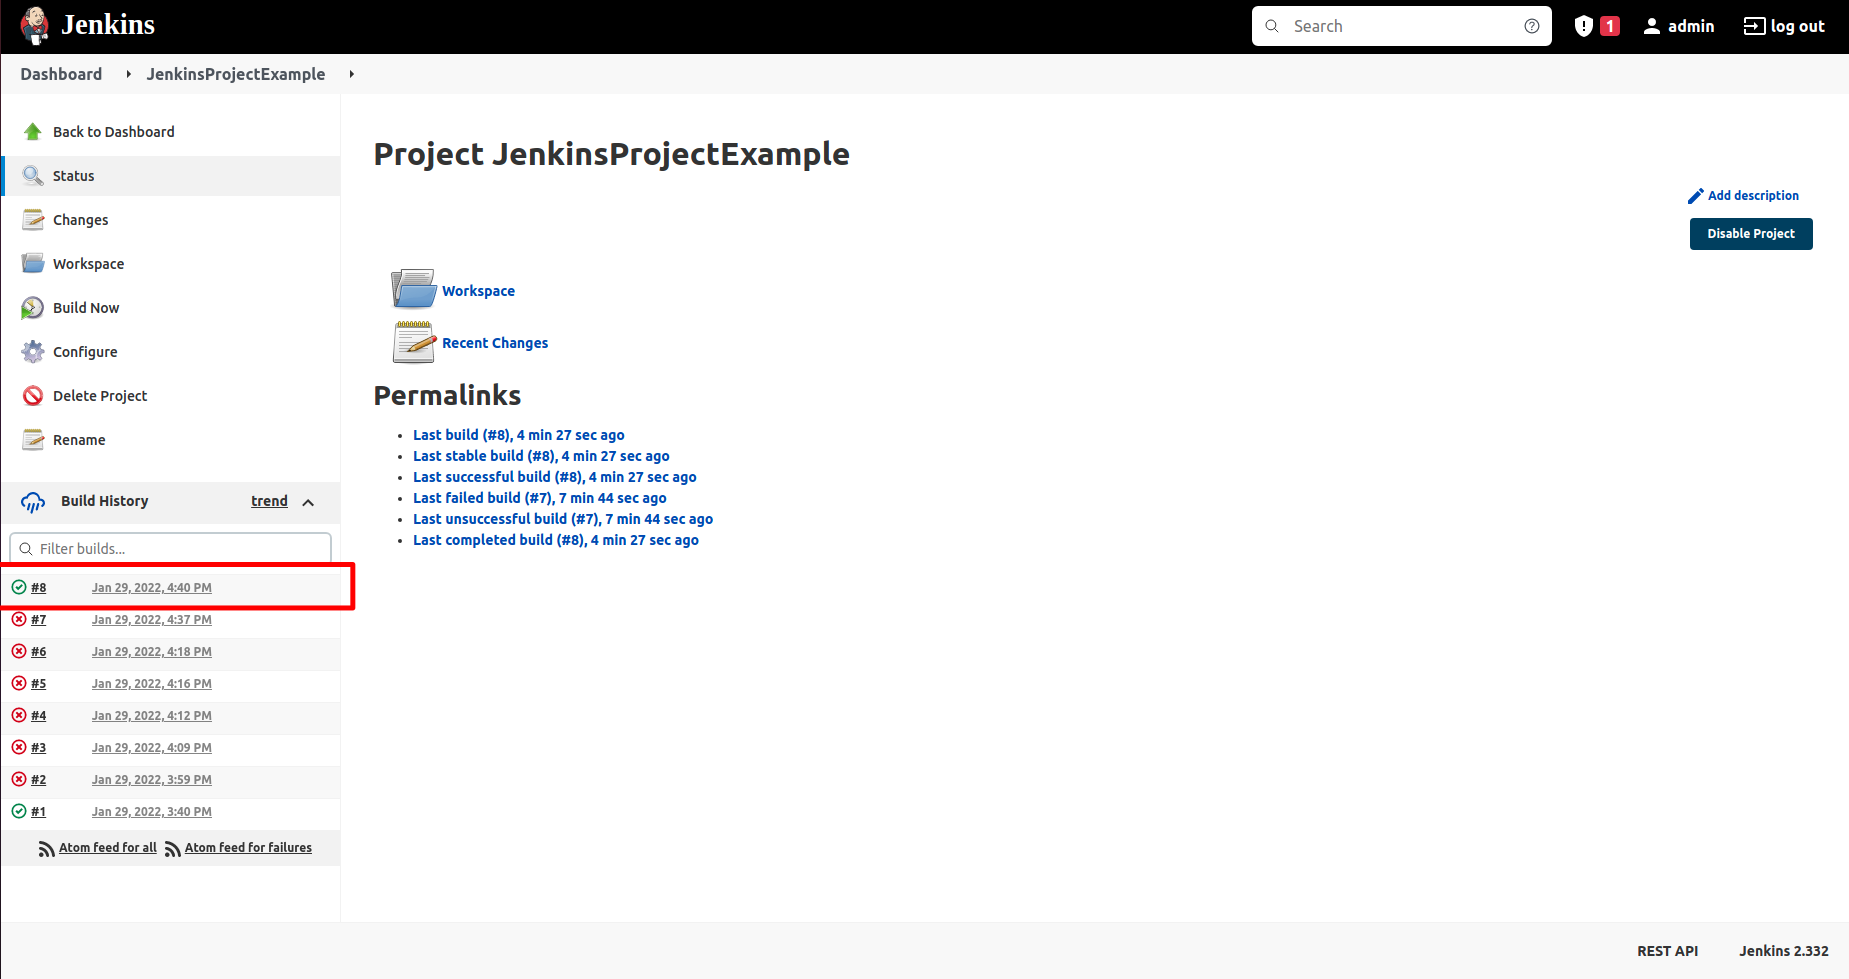 Jenkins
Search
1
admin
log out
Dashboard
JenkinsProjectExample
Back to Dashboard
Status
Changes
Workspace
Build Now
Configure
Delete Project
Rename
Build History
trend
Filter builds...
#8 Jan 29, 2022, 4:40 PM
#7 Jan 29, 2022, 4:37 PM
#6 Jan 29, 2022, 4:18 PM
#5 Jan 29, 2022, 4:16 PM
#4 Jan 29, 2022, 4:12 PM
#3 Jan 29, 2022, 4:09 PM
#2 Jan 29, 2022, 3:59 PM
#1 Jan 29, 2022, 3:40 PM
Atom feed for all Atom feed for failures
Project JenkinsProjectExample
Add description
Disable Project
Workspace
Recent Changes
Permalinks
Last build (#8), 4 min 27 sec ago
Last stable build (#8), 4 min 27 sec ago
Last successful build (#8), 4 min 27 sec ago
Last failed build (#7), 7 min 44 sec ago
Last unsuccessful build (#7), 7 min 44 sec ago
Last completed build (#8), 4 min 27 sec ago
REST API
Jenkins 2.332